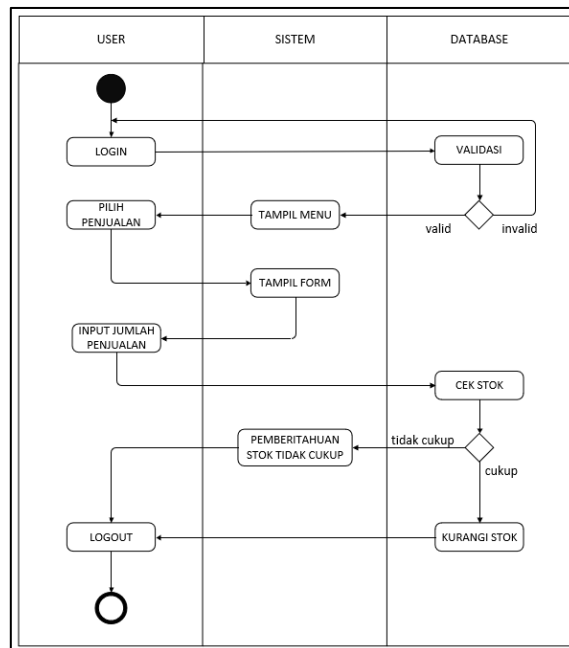 USER
SISTEM
DATABASE
LOGIN
VALIDASI
PILIH
PENJUALAN
TAMPIL MENU
valid
invalid
TAMPIL FORM
INPUT JUMLAH
PENJUALAN
CEK STOK
PEMBERITAHUAN
STOK TIDAK CUKUP
tidak cukup
cukup
LOGOUT
KURANGI STOK